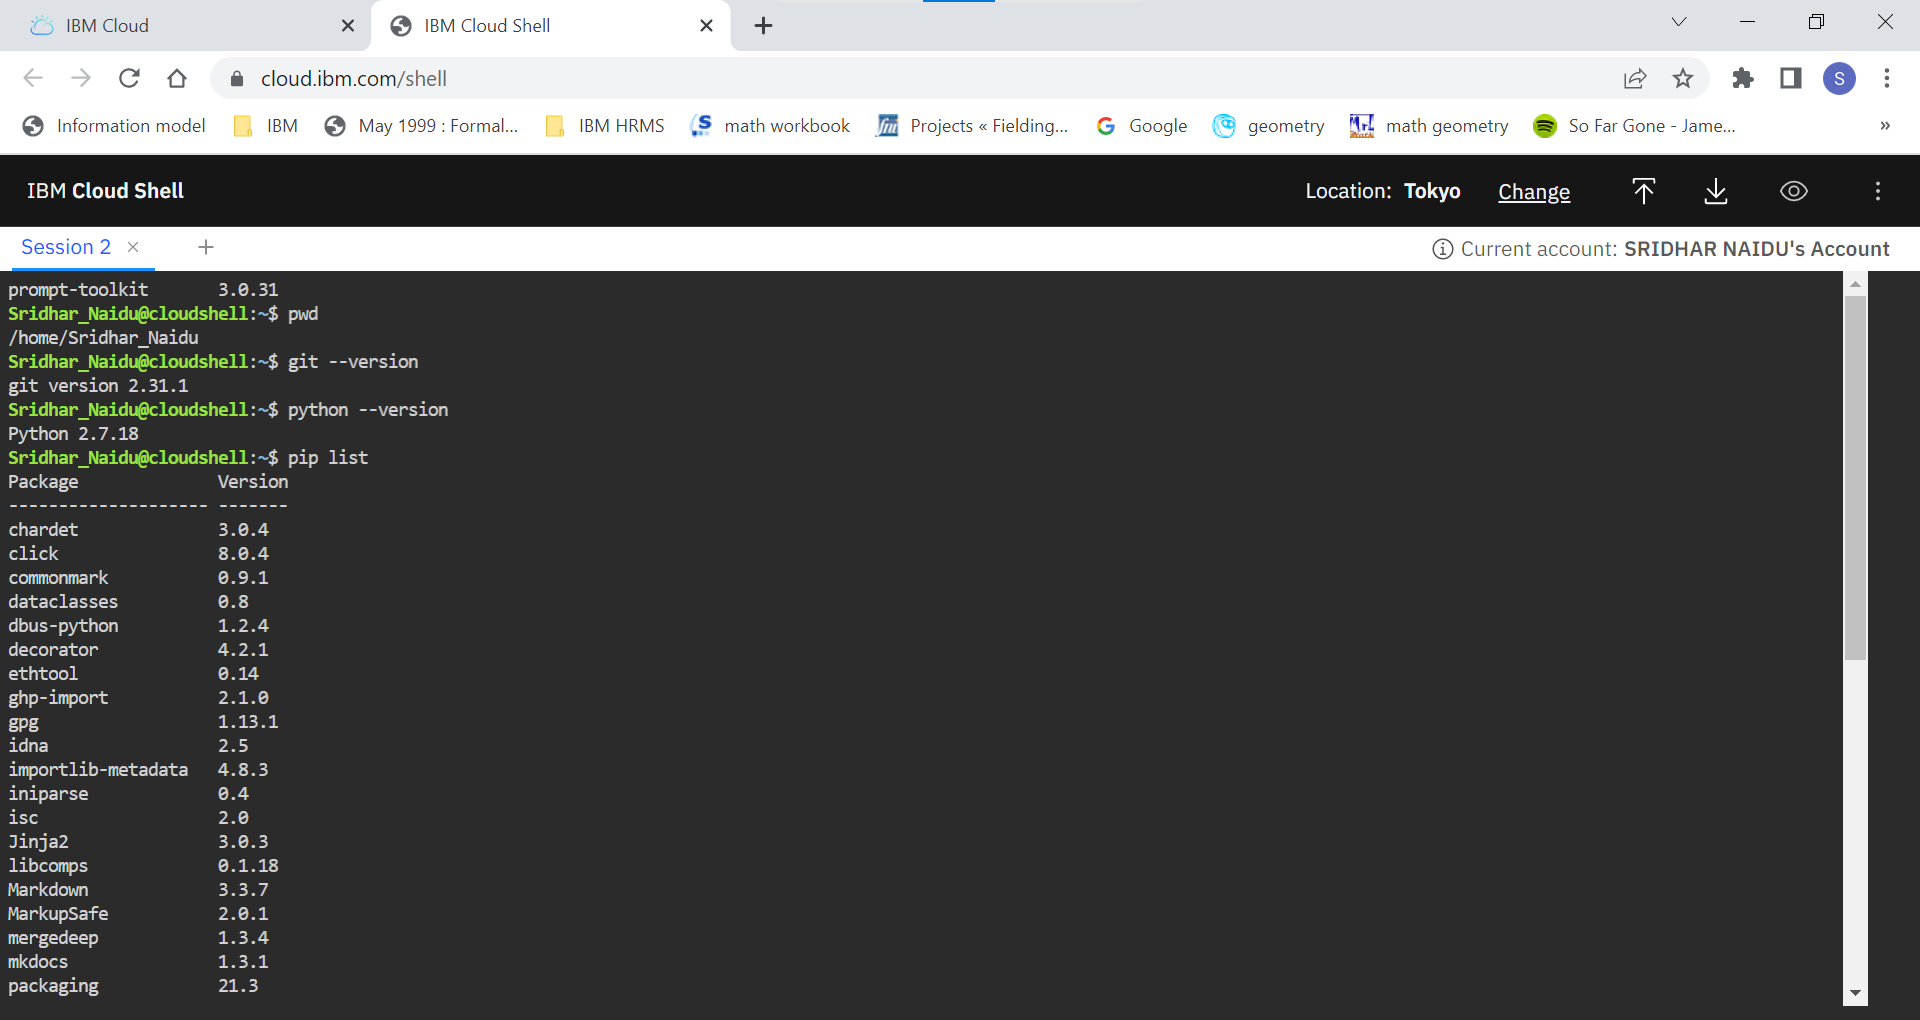 IBM Cloud
IBM Cloud Shell
cloud.ibm.com/shell
S
Information model
IBM
May 1999 : Formal...
IBM HRMS
math workbook
Projects « Fielding...
Google
geometry
math geometry
So Far Gone - Jame...
»
IBM Cloud Shell
Location: Tokyo Change
Session 2
Current account: SRIDHAR NAIDU's Account
prompt-toolkit 3.0.31
Sridhar_Naidu@cloudshell:~$ pwd
/home/Sridhar_Naidu
Sridhar_Naidu@cloudshell:~$ git --version
git version 2.31.1
Sridhar_Naidu@cloudshell:~$ python --version
Python 2.7.18
Sridhar_Naidu@cloudshell:~$ pip list
Package Version
-------------------- -------
chardet 3.0.4
click 8.0.4
commonmark 0.9.1
dataclasses 0.8
dbus-python 1.2.4
decorator 4.2.1
ethtool 0.14
ghp-import 2.1.0
gpg 1.13.1
idna 2.5
importlib-metadata 4.8.3
iniparse 0.4
isc 2.0
Jinja2 3.0.3
libcomps 0.1.18
Markdown 3.3.7
MarkupSafe 2.0.1
mergedeep 1.3.4
mkdocs 1.3.1
packaging 21.3